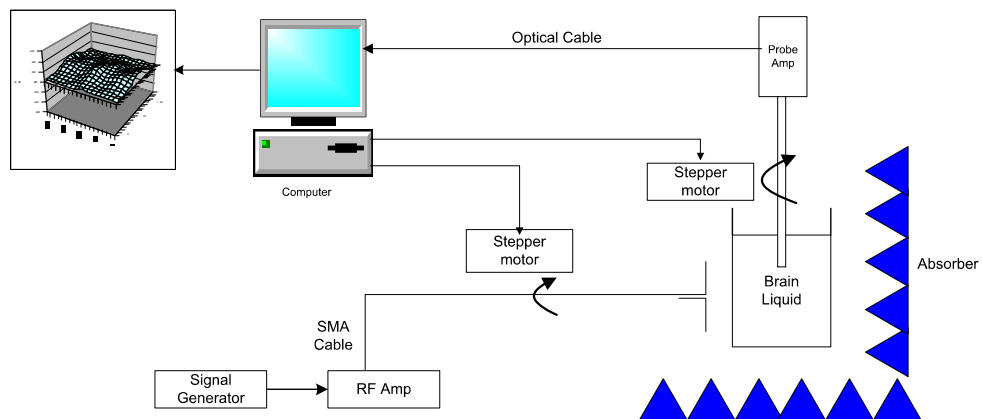 Optical Cable
Probe
Amp
Computer
Stepper
motor
Stepper
motor
Brain
Liquid
Absorber
SMA
Cable
Signal
Generator
RF Amp